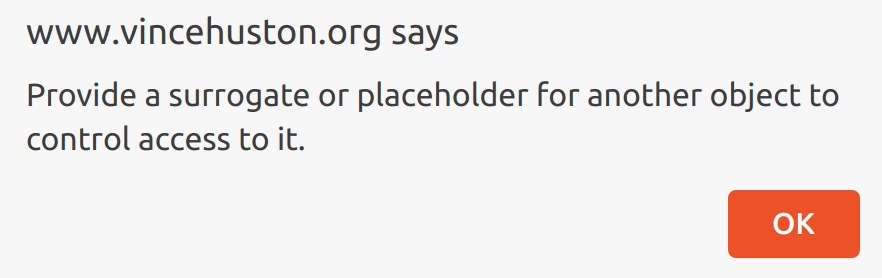 www.vincehuston.org says
Provide a surrogate or placeholder for another object to
control access to it.
OK